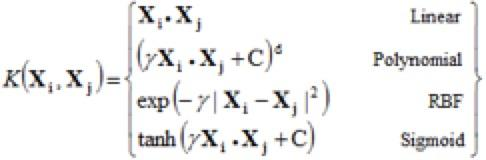 Xᵢ•Xⱼ Linear
(γXᵢ•Xⱼ+C)ᵈ Polynomial
K(Xᵢ,Xⱼ)=
exp(−γ|Xᵢ−Xⱼ|²) RBF
tanh(γXᵢ•Xⱼ+C) Sigmoid